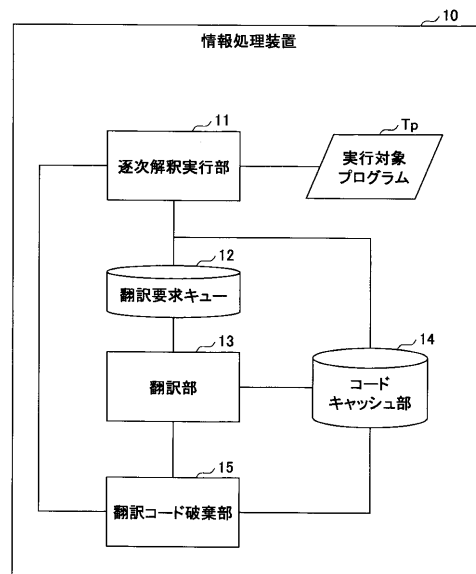 10
情報処理装置
11
Tp
逐次解釈実行部
実行対象
プログラム
12
翻訳要求キュー
13
14
翻訳部
コード
キャッシュ部
15
翻訳コード破棄部